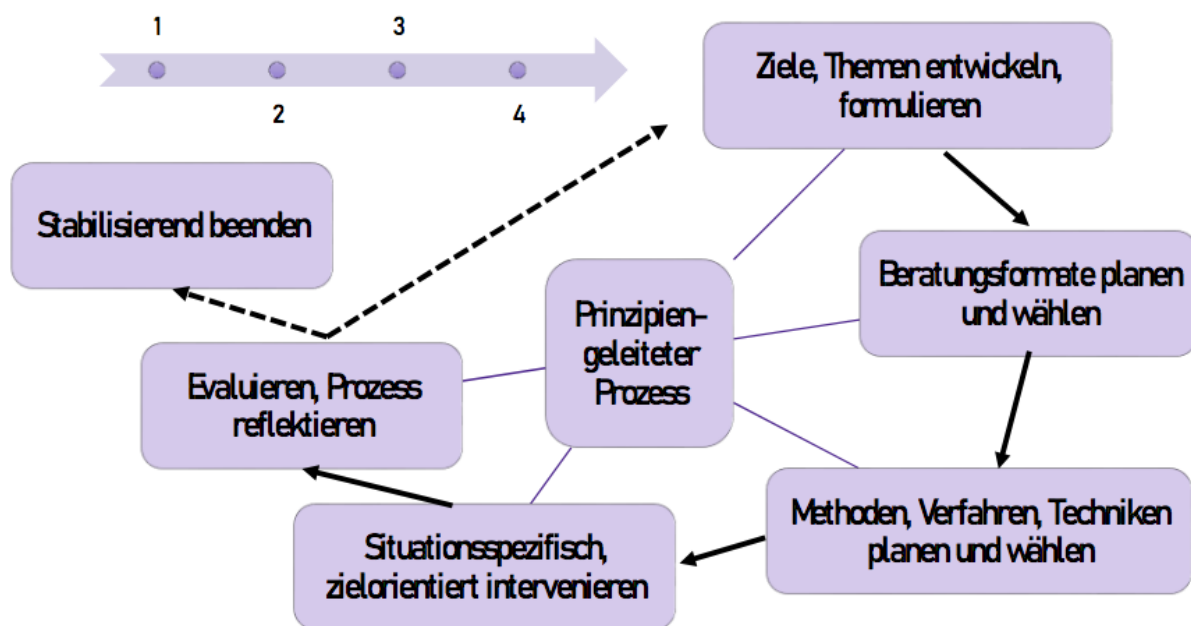 1
3
2
4
Ziele, Themen entwickeln,
formulieren
Stabilisierend beenden
Beratungsformate planen
und wählen
Prinzipien-
geleiteter
Prozess
Evaluieren, Prozess
reflektieren
Methoden, Verfahren, Techniken
planen und wählen
Situationsspezifisch,
zielorientiert intervenieren